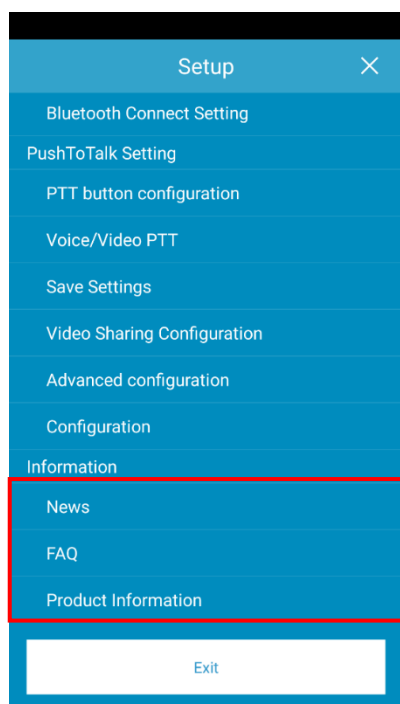 Setup
Bluetooth Connect Setting
PushToTalk Setting
PTT button configuration
Voice/Video PTT
Save Settings
Video Sharing Configuration
Advanced configuration
Configuration
Information
News
FAQ
Product Information
Exit